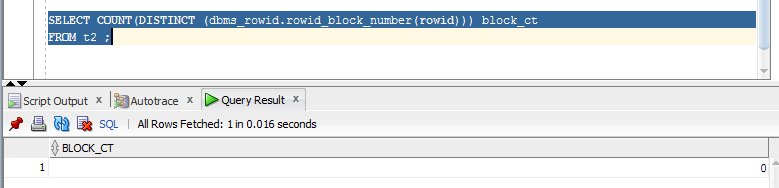 SELECT COUNT(DISTINCT (dbms_rowid.rowid_block_number(rowid))) block_ct
FROM t2 ;
Script Output x Autotrace x Query Result x
SQL | All Rows Fetched: 1 in 0.016 seconds
BLOCK_CT
1 0